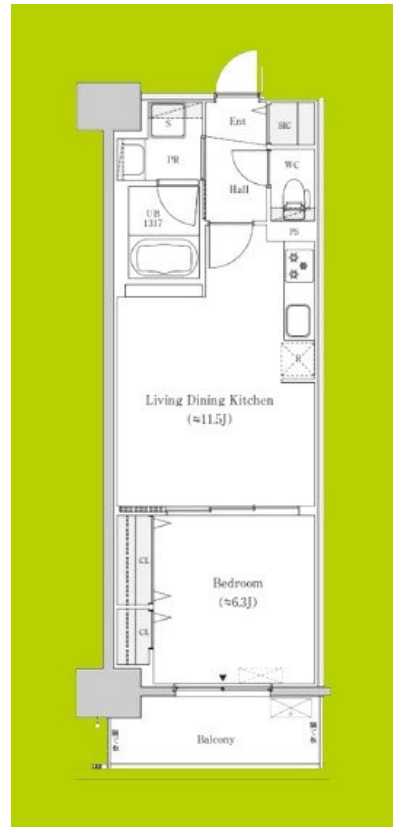 Ent
S
SIC
PR
WC
Hall
UB
1317
PS
R
Living Dining Kitchen
(≒11.5J)
CL
Bedroom
(≒6.3J)
CL
Balcony